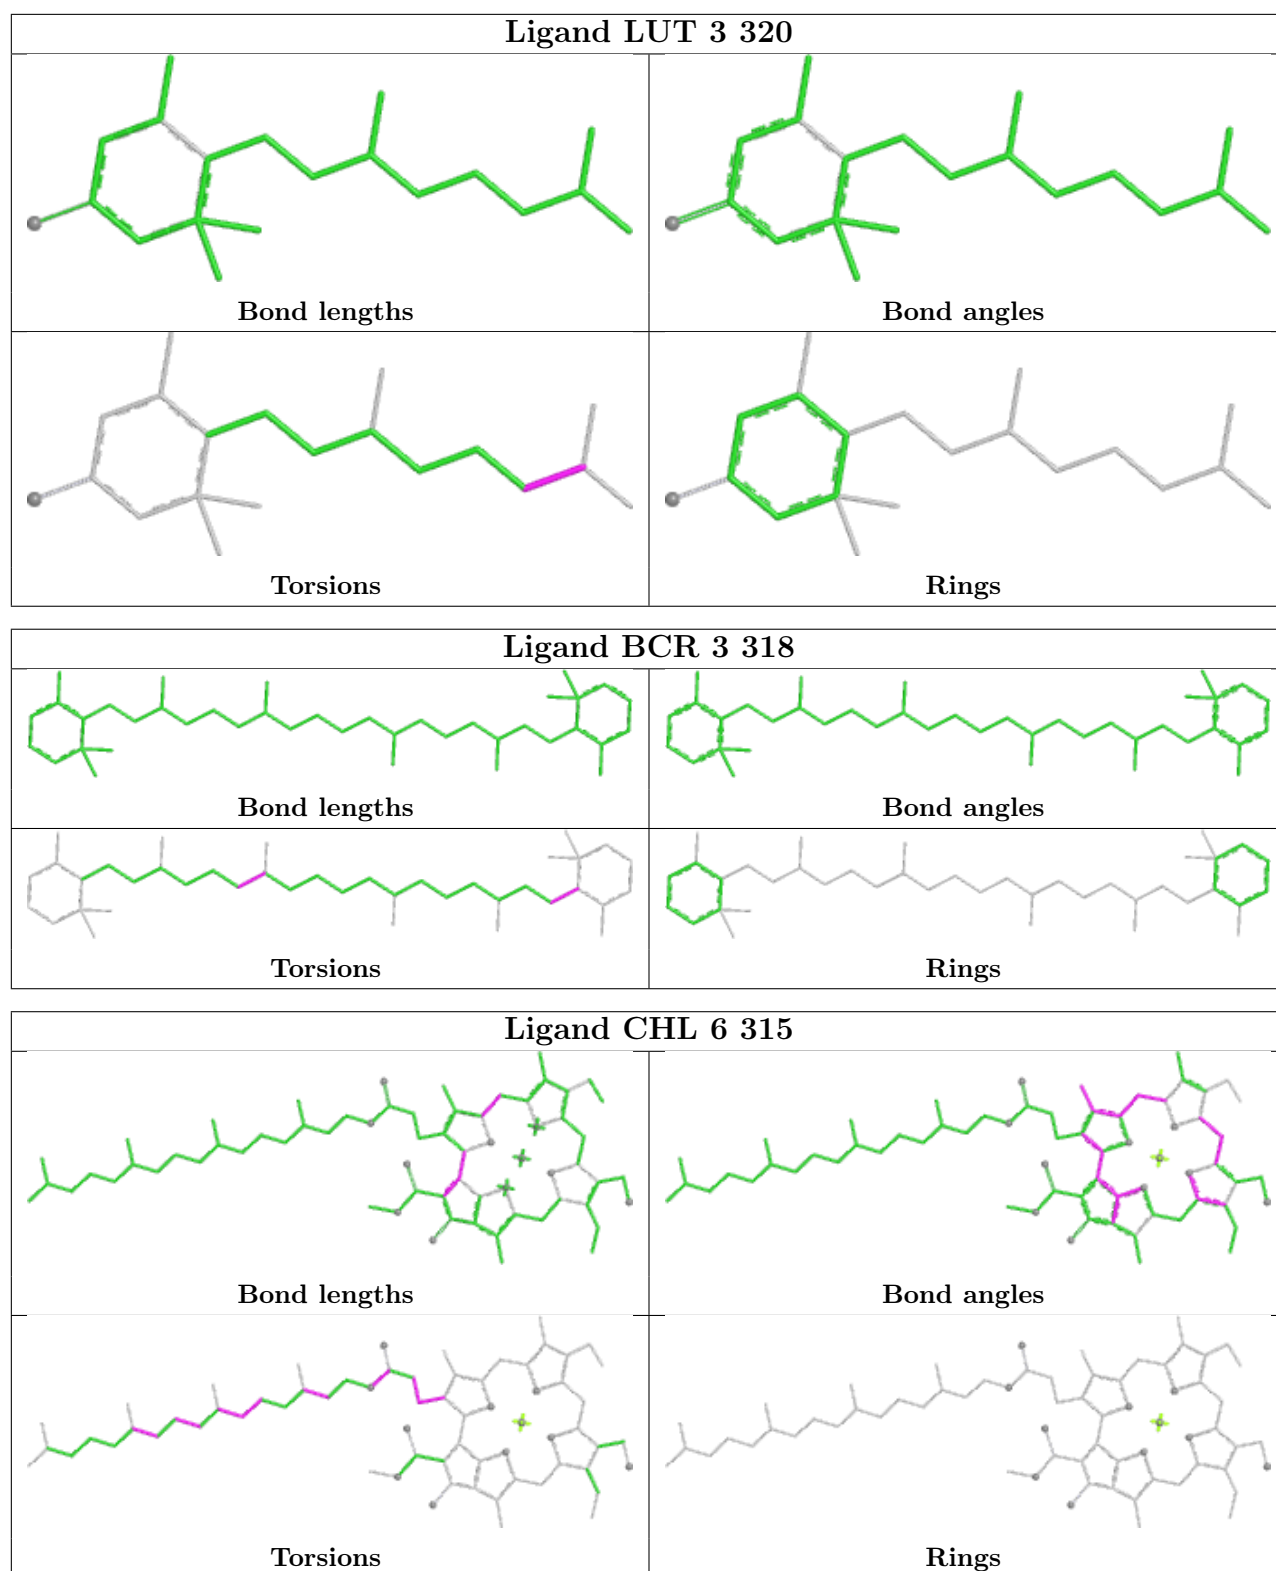 Ligand LUT 3 320
Bond lengths
Bond angles
Torsions
Rings
Ligand BCR 3 318
Bond lengths
Bond angles
Torsions
Rings
Ligand CHL 6 315
Bond lengths
Bond angles
Torsions
Rings